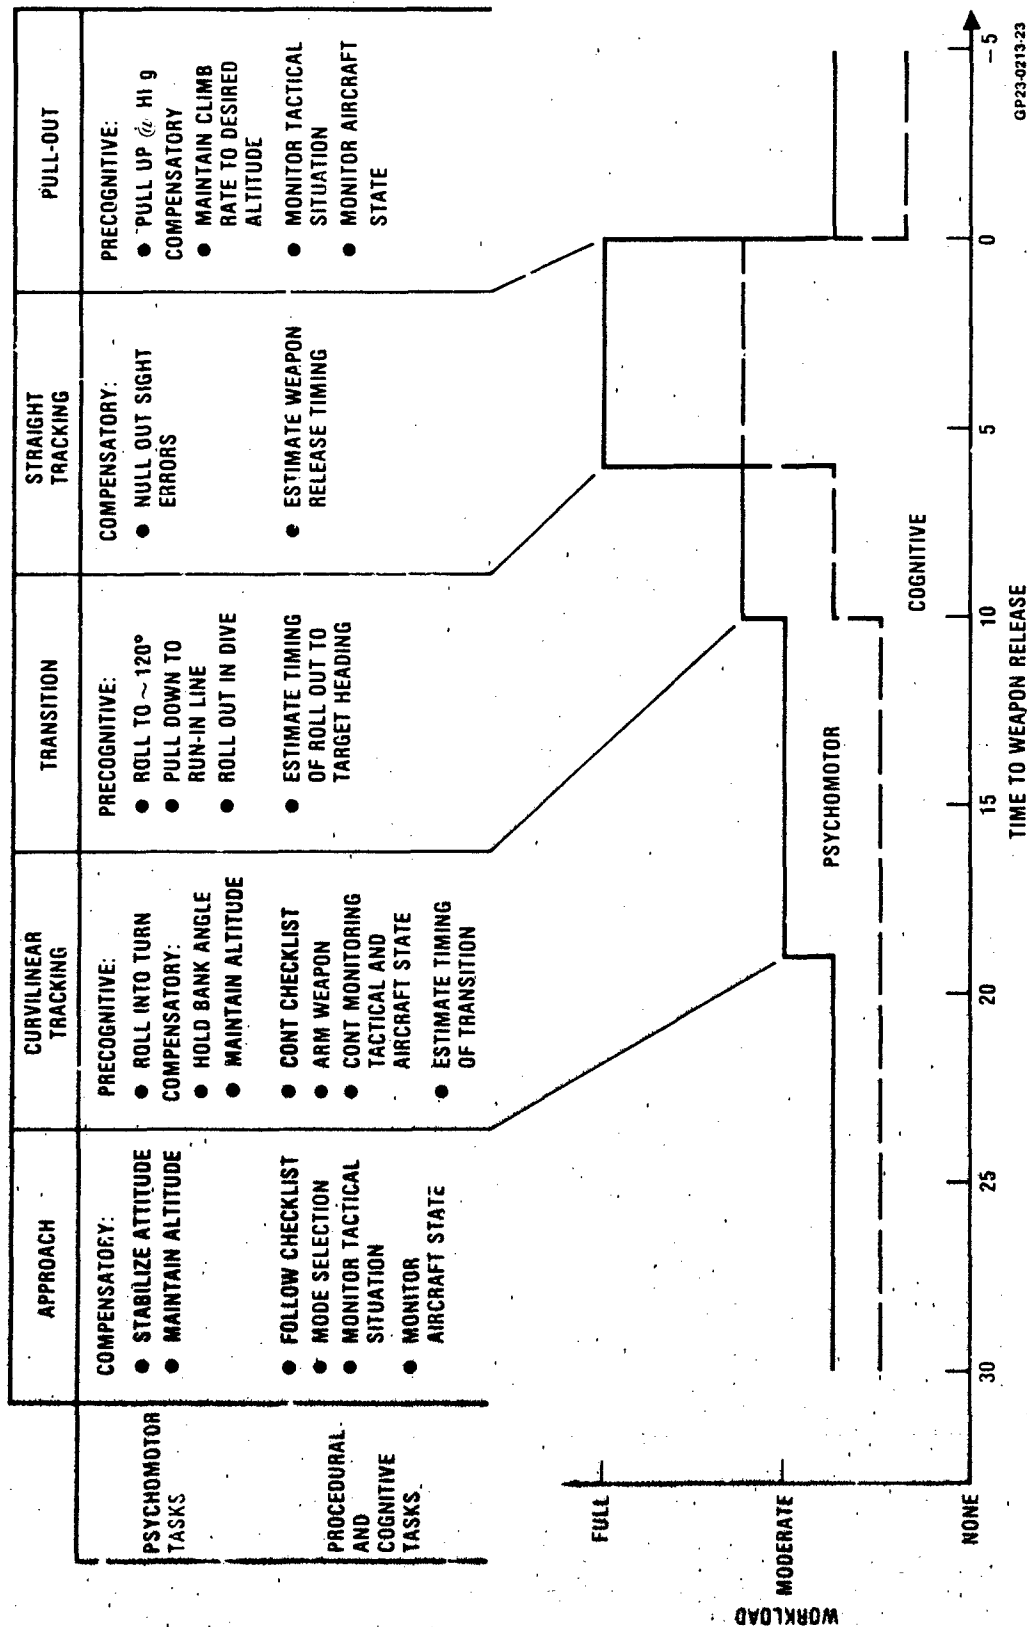 APPROACH
CURVILINEAR
TRACKING
TRANSITION
STRAIGHT
TRACKING
PULL-OUT
PSYCHOMOTOR
TASKS
COMPENSATORY:
● STABILIZE ATTITUDE
● MAINTAIN ALTITUDE
PRECOGNITIVE:
● ROLL INTO TURN
COMPENSATORY:
● HOLD BANK ANGLE
● MAINTAIN ALTITUDE
PRECOGNITIVE:
● ROLL TO ~ 120°
● PULL DOWN TO
RUN-IN LINE
● ROLL OUT IN DIVE
COMPENSATORY:
● NULL OUT SIGHT
ERRORS
PRECOGNITIVE:
● PULL UP @ HI g
COMPENSATORY
● MAINTAIN CLIMB
RATE TO DESIRED
ALTITUDE
PROCEDURAL
AND
COGNITIVE
TASKS
● FOLLOW CHECKLIST
● MODE SELECTION
● MONITOR TACTICAL
SITUATION
● MONITOR
AIRCRAFT STATE
● CONT CHECKLIST
● ARM WEAPON
● CONT MONITORING
TACTICAL AND
AIRCRAFT STATE
● ESTIMATE TIMING
OF TRANSITION
● ESTIMATE TIMING
OF ROLL OUT TO
TARGET HEADING
● ESTIMATE WEAPON
RELEASE TIMING
● MONITOR TACTICAL
SITUATION
● MONITOR AIRCRAFT
STATE
WORKLOAD
FULL
MODERATE
NONE
PSYCHOMOTOR
COGNITIVE
30 25 20 15 10 5 0 -5
TIME TO WEAPON RELEASE
GP23-0213-23